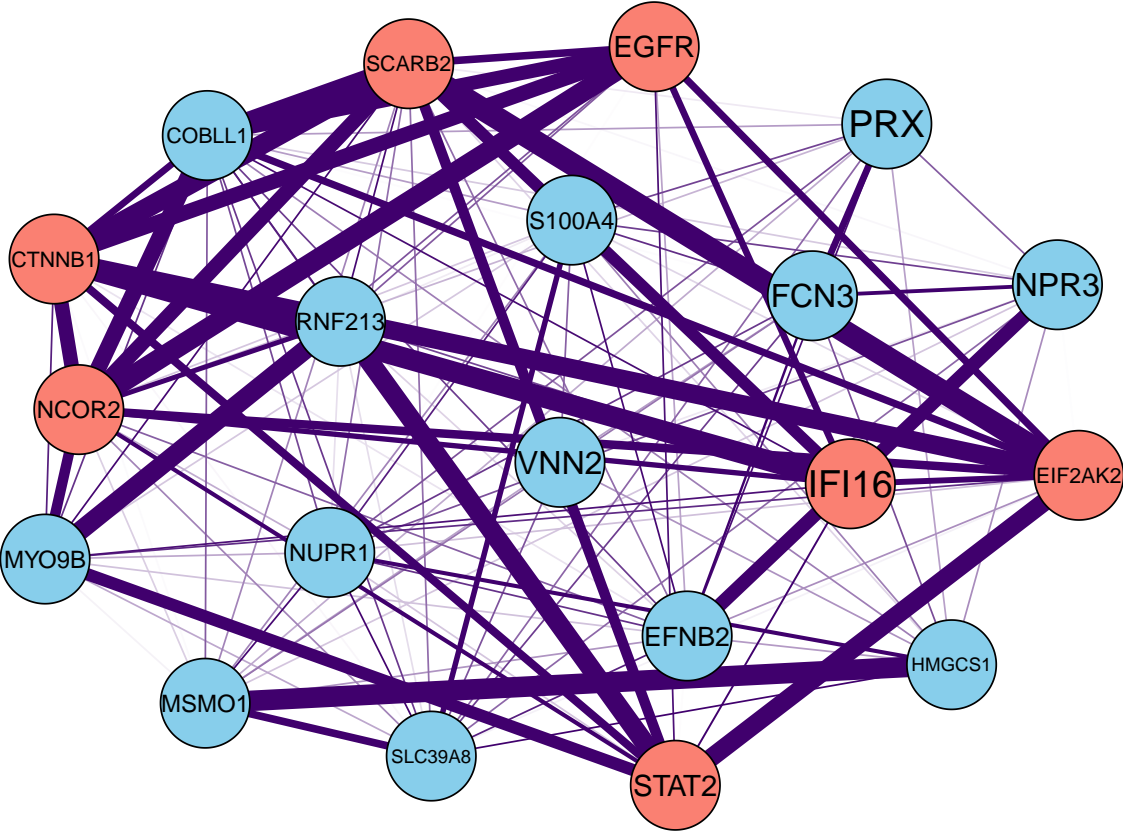 EGFR
SCARB2
PRX
COBLL1
S100A4
CTNNB1
NPR3
FCN3
RNF213
NCOR2
VNN2
EIF2AK2
IFI16
NUPR1
MYO9B
EFNB2
HMGCS1
MSMO1
SLC39A8
STAT2